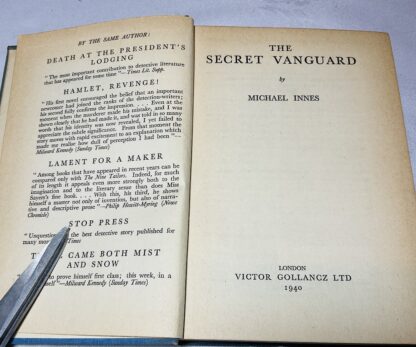 BY THE SAME AUTHOR:
DEATH AT THE PRESIDENT'S
LODGING
"The most important contribution to detective literature
that has appeared for some time"—Times Lit. Supp.
HAMLET, REVENGE!
"His first novel encouraged the belief that an important
newcomer had joined the ranks of the detection-writers;
his second fully confirms the impression. . . . Even at the
moment when the murderer made his mistake, and I was
shown closely that he had made it, and was told in so many
words that his identity was now revealed, I yet failed to
appreciate the subtle significance. From that moment the
story moves with rapid excitement to an explanation which
made me realise how dull of perception I had been"—
Milward Kennedy (Sunday Times)
LAMENT FOR A MAKER
"Among books that have appeared in recent years can be
compared only with The Nine Tailors. Indeed, for much
of its length it appeals even more strongly both to the
imagination and to the literary sense than does Miss
Sayers's fine book. . . . With this, his third, he shows
himself a master not only of invention, but also of narra-
tive and descriptive prose"—Philip Hewitt-Myring (News
Chronicle)
STOP PRESS
the best detective story published for
many Times
CAME BOTH MIST
AND SNOW
to prove himself first class; this week, in a
self"—Milward Kennedy (Sunday Times)
THE
SECRET VANGUARD
by
MICHAEL INNES
LONDON
VICTOR GOLLANCZ LTD
1940